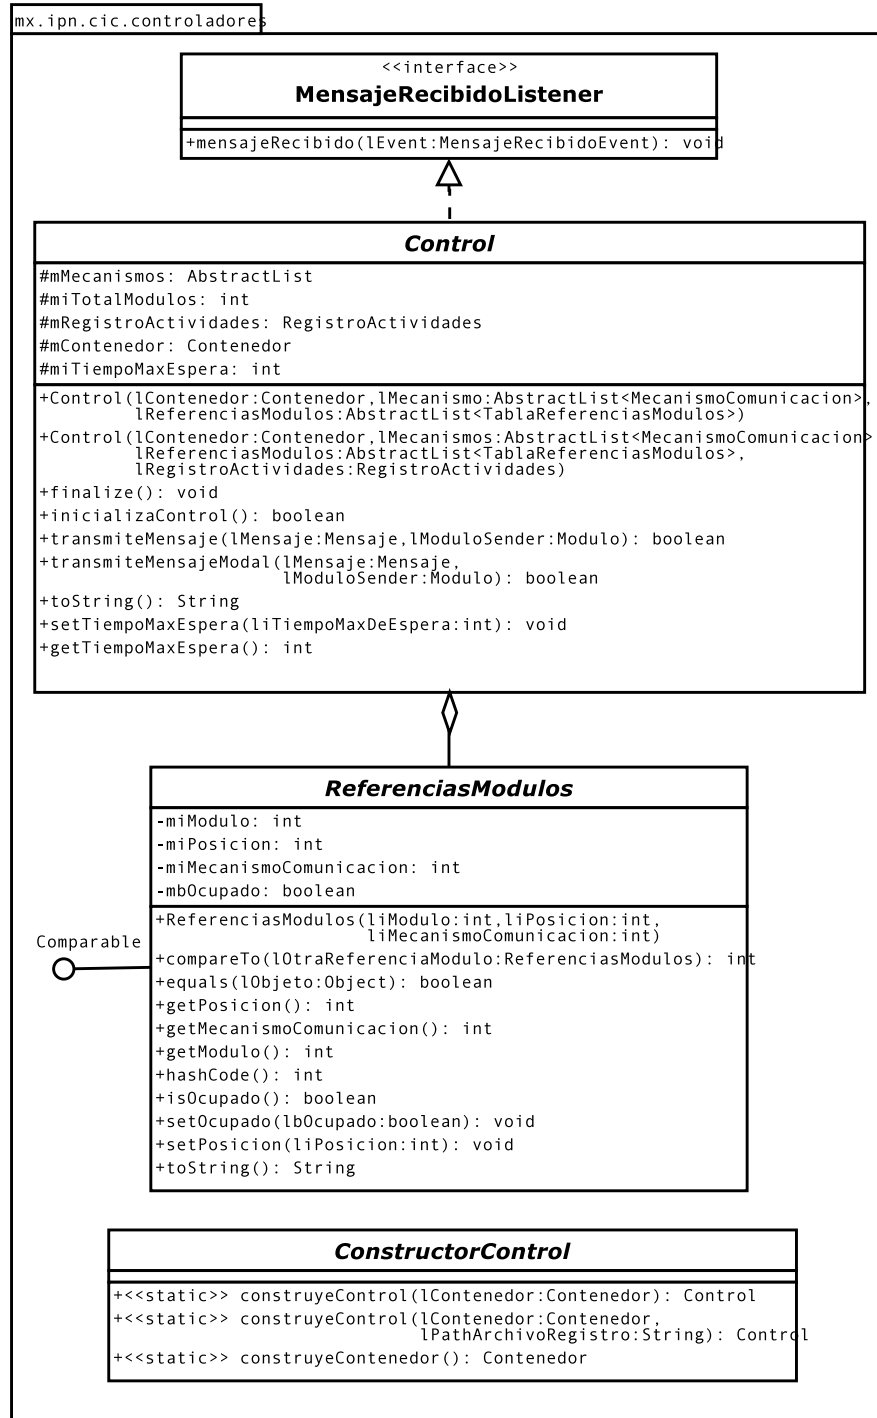 mx.ipn.cic.controladores
<<interface>>
MensajeRecibidoListener
+mensajeRecibido(lEvent:MensajeRecibidoEvent): void
Control
#mMecanismos: AbstractList
#miTotalModulos: int
#mRegistroActividades: RegistroActividades
#mContenedor: Contenedor
#miTiempoMaxEspera: int
+Control(lContenedor:Contenedor,lMecanismo:AbstractList<MecanismoComunicacion>,
lReferenciasModulos:AbstractList<TablaReferenciasModulos>)
+Control(lContenedor:Contenedor,lMecanismos:AbstractList<MecanismoComunicacion>
lReferenciasModulos:AbstractList<TablaReferenciasModulos>,
lRegistroActividades:RegistroActividades)
+finalize(): void
+inicializaControl(): boolean
+transmiteMensaje(lMensaje:Mensaje,lModuloSender:Modulo): boolean
+transmiteMensajeModal(lMensaje:Mensaje,
lModuloSender:Modulo): boolean
+toString(): String
+setTiempoMaxEspera(liTiempoMaxDeEspera:int): void
+getTiempoMaxEspera(): int
ReferenciasModulos
-miModulo: int
-miPosicion: int
-miMecanismoComunicacion: int
-mbOcupado: boolean
+ReferenciasModulos(liModulo:int,liPosicion:int,
liMecanismoComunicacion:int)
Comparable
+compareTo(lOtraReferenciaModulo:ReferenciasModulos): int
+equals(lObjeto:Object): boolean
+getPosicion(): int
+getMecanismoComunicacion(): int
+getModulo(): int
+hashCode(): int
+isOcupado(): boolean
+setOcupado(lbOcupado:boolean): void
+setPosicion(liPosicion:int): void
+toString(): String
ConstructorControl
+<<static>> construyeControl(lContenedor:Contenedor): Control
+<<static>> construyeControl(lContenedor:Contenedor,
lPathArchivoRegistro:String): Control
+<<static>> construyeContenedor(): Contenedor